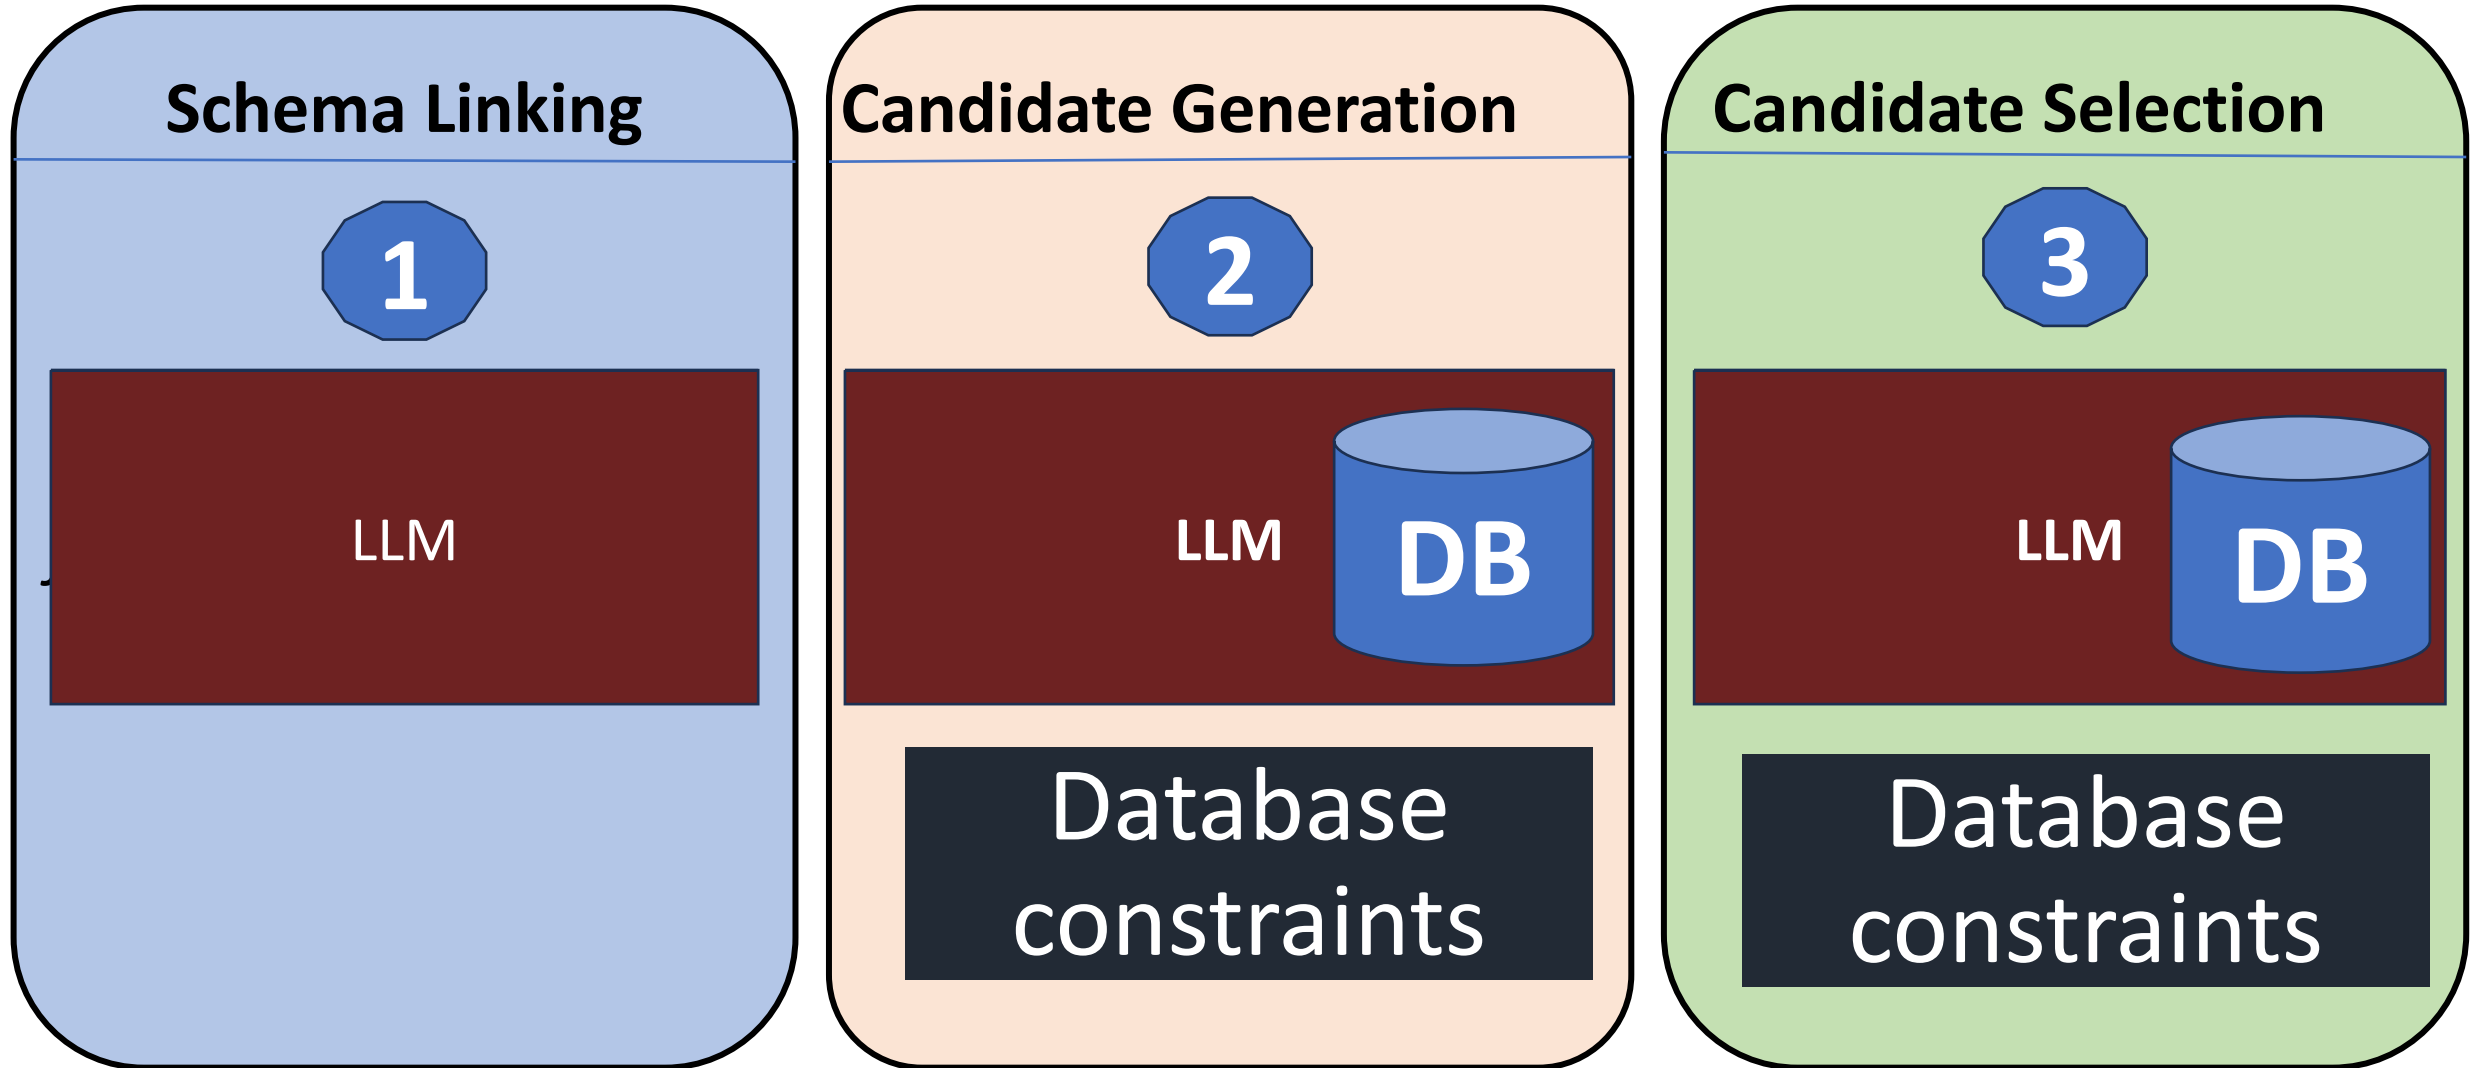 Schema Linking
1
LLM
Candidate Generation
2
LLM
DB
Database
constraints
Candidate Selection
3
LLM
DB
Database
constraints